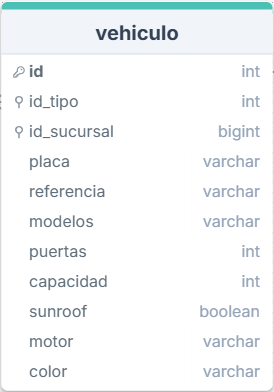 vehiculo
id int
id_tipo int
id_sucursal bigint
placa varchar
referencia varchar
modelos varchar
puertas int
capacidad int
sunroof boolean
motor varchar
color varchar